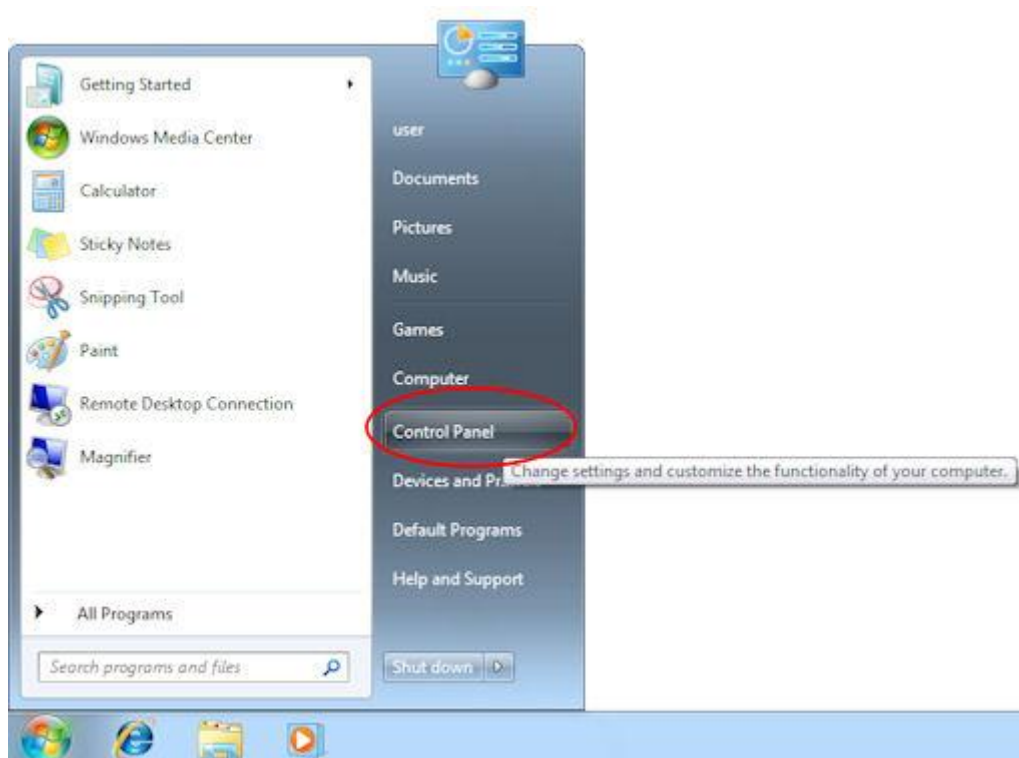 Getting Started
Windows Media Center
Calculator
Sticky Notes
Snipping Tool
Paint
Remote Desktop Connection
Magnifier
All Programs
Search programs and files
user
Documents
Pictures
Music
Games
Computer
Control Panel
Change settings and customize the functionality of your computer.
Devices and
Default Programs
Help and Support
Shut down